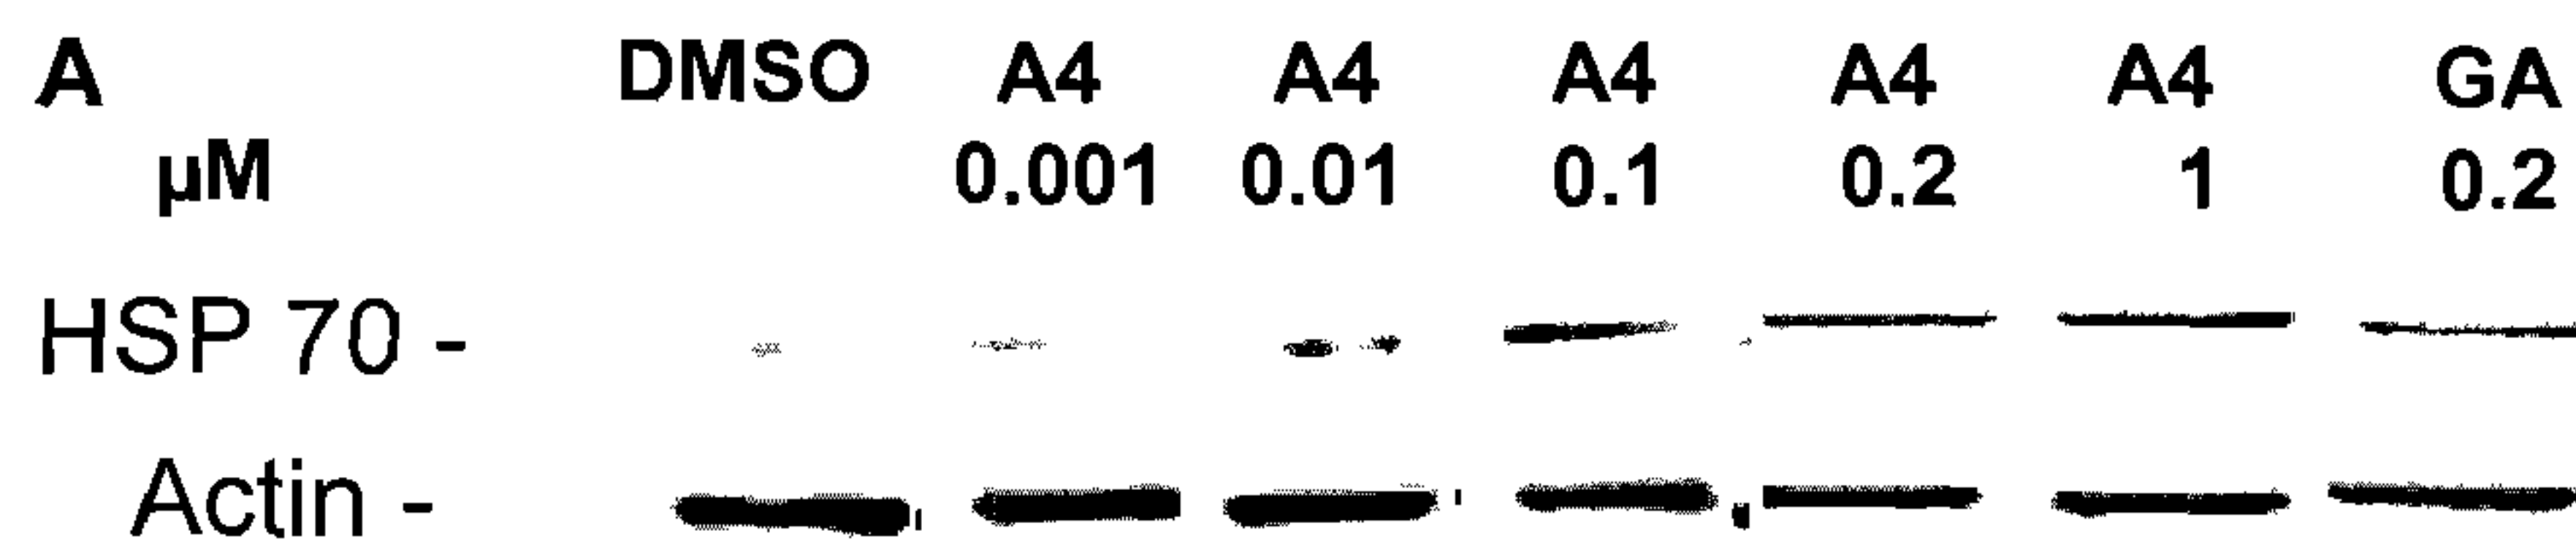 A DMSO A4 A4 A4 A4 A4 GA
µM 0.001 0.01 0.1 0.2 1 0.2
HSP 70 -
Actin -